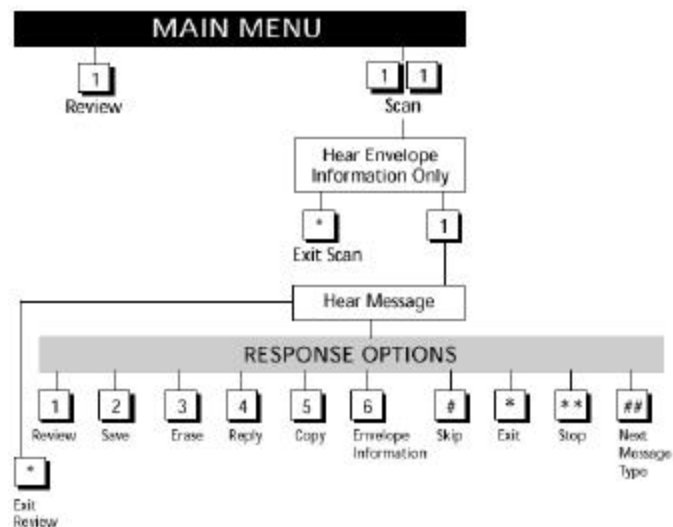 MAIN MENU
1
1 1
Review
Scan
Hear Envelope
Information Only
*
1
Exit Scan
Hear Message
RESPONSE OPTIONS
1 2 3 4 5 6 # * ** ##
Review Save Erase Reply Copy Envelope Information Skip Exit Stop Next Message Type
*
Exit
Review